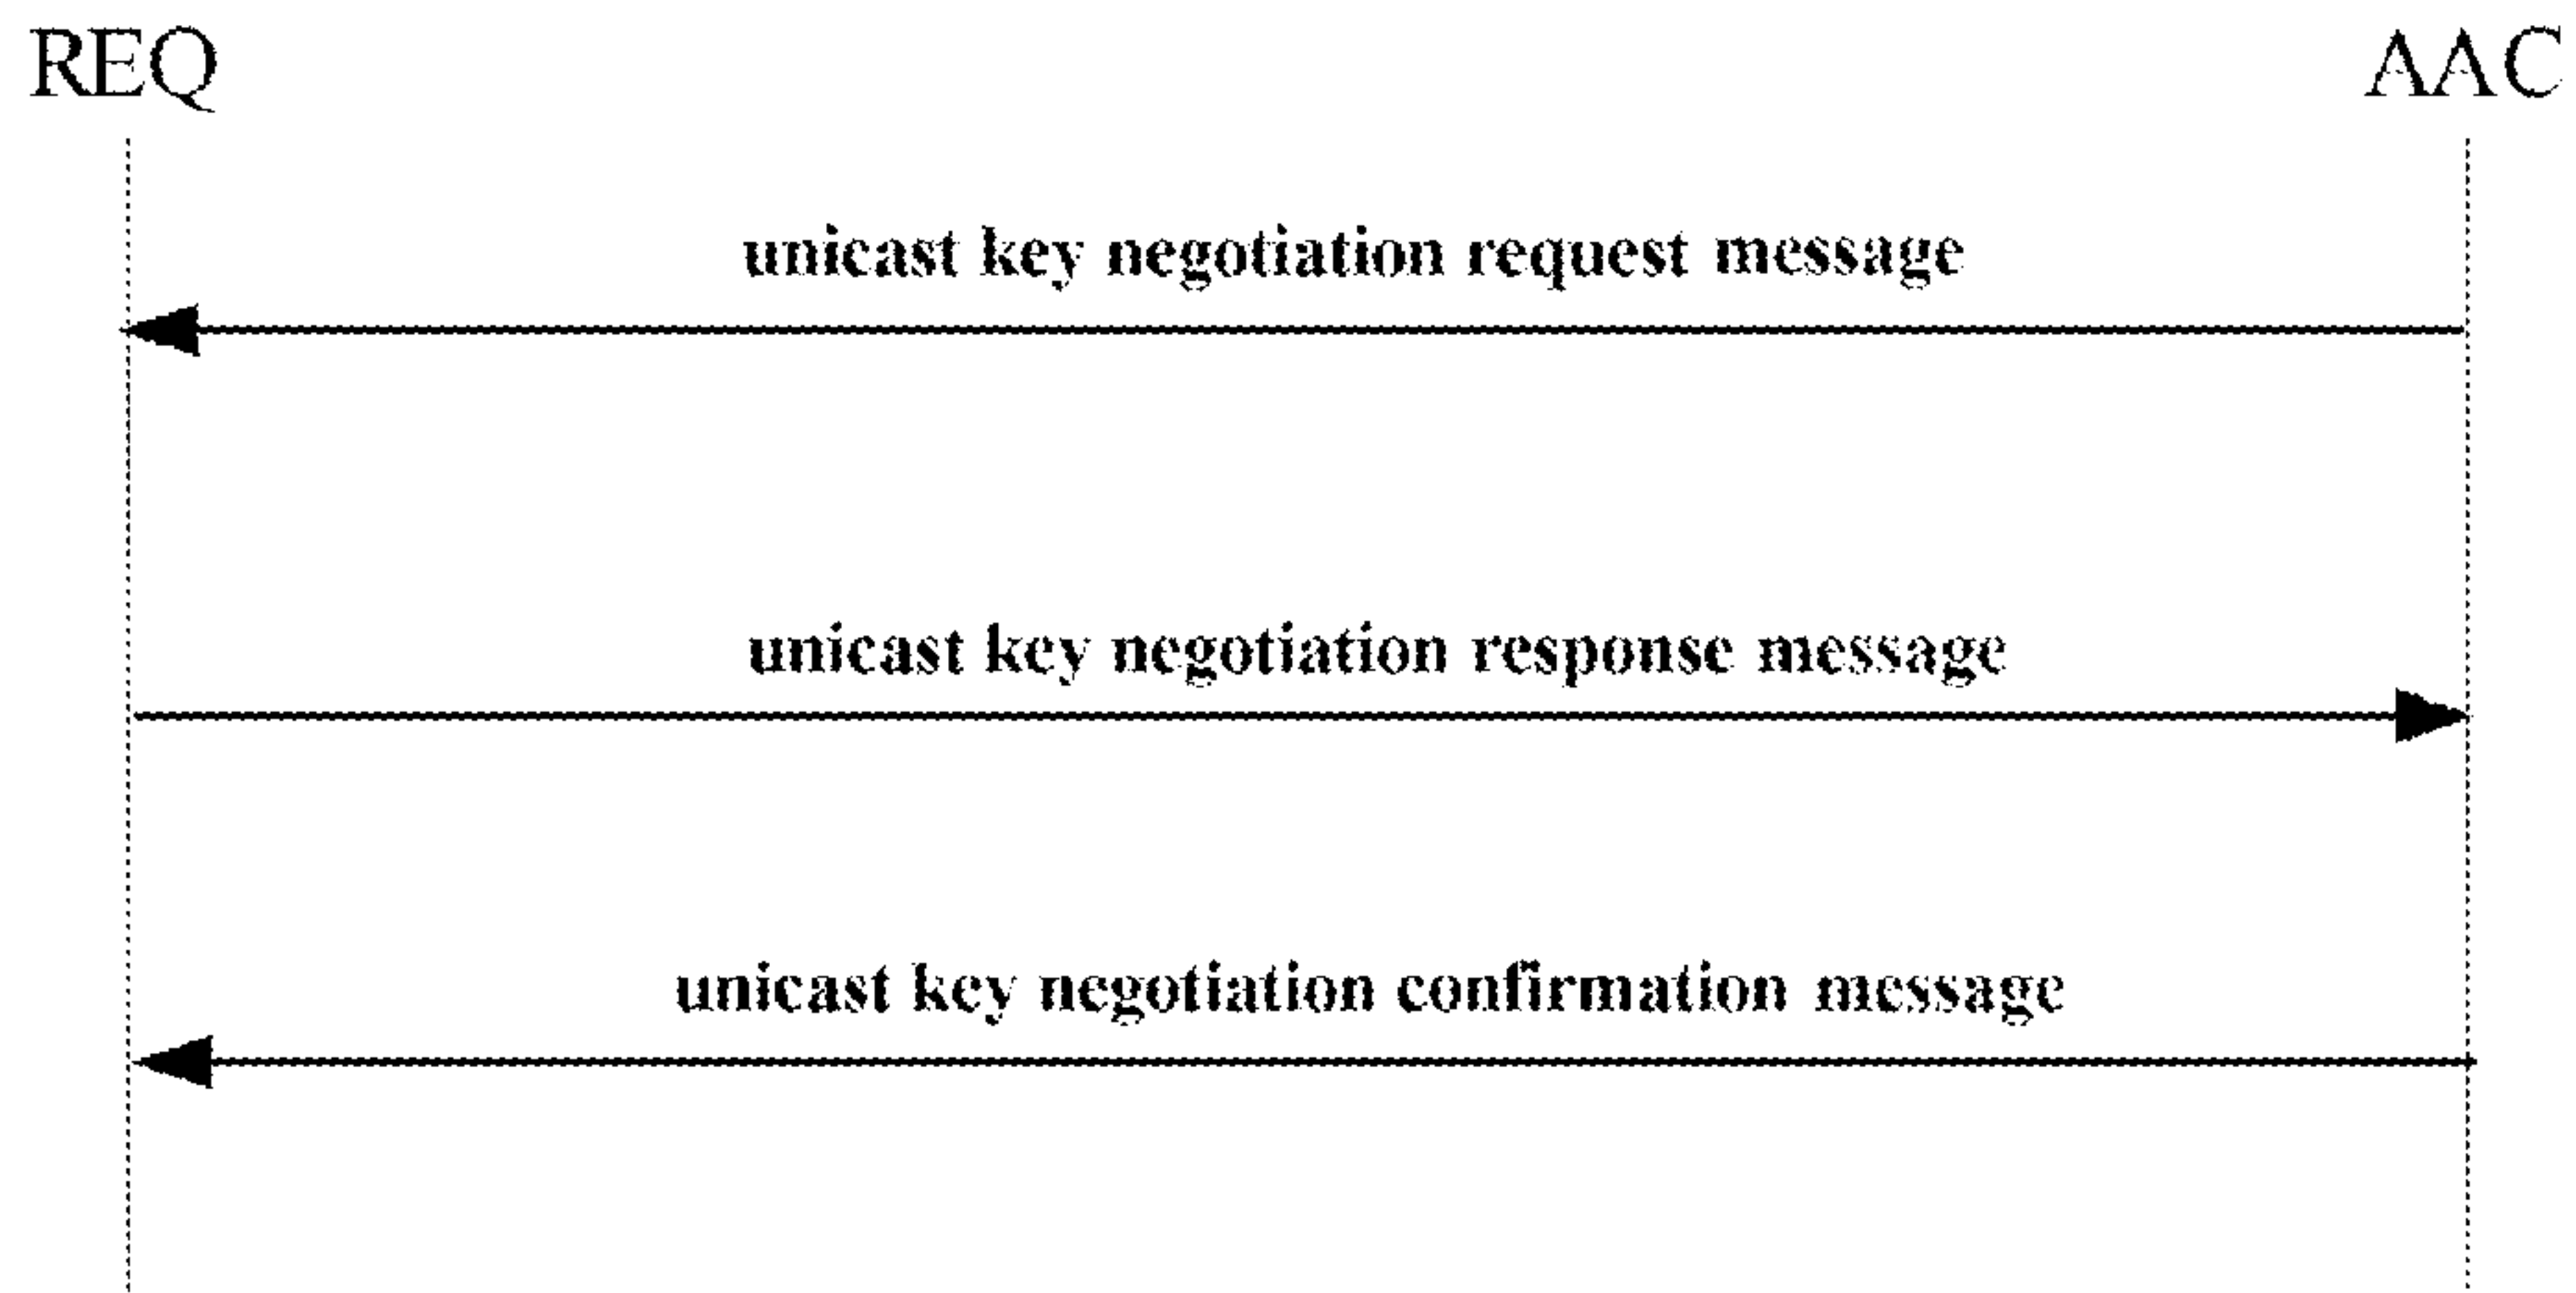 REQ AAC
unicast key negotiation request message
unicast key negotiation response message
unicast key negotiation confirmation message